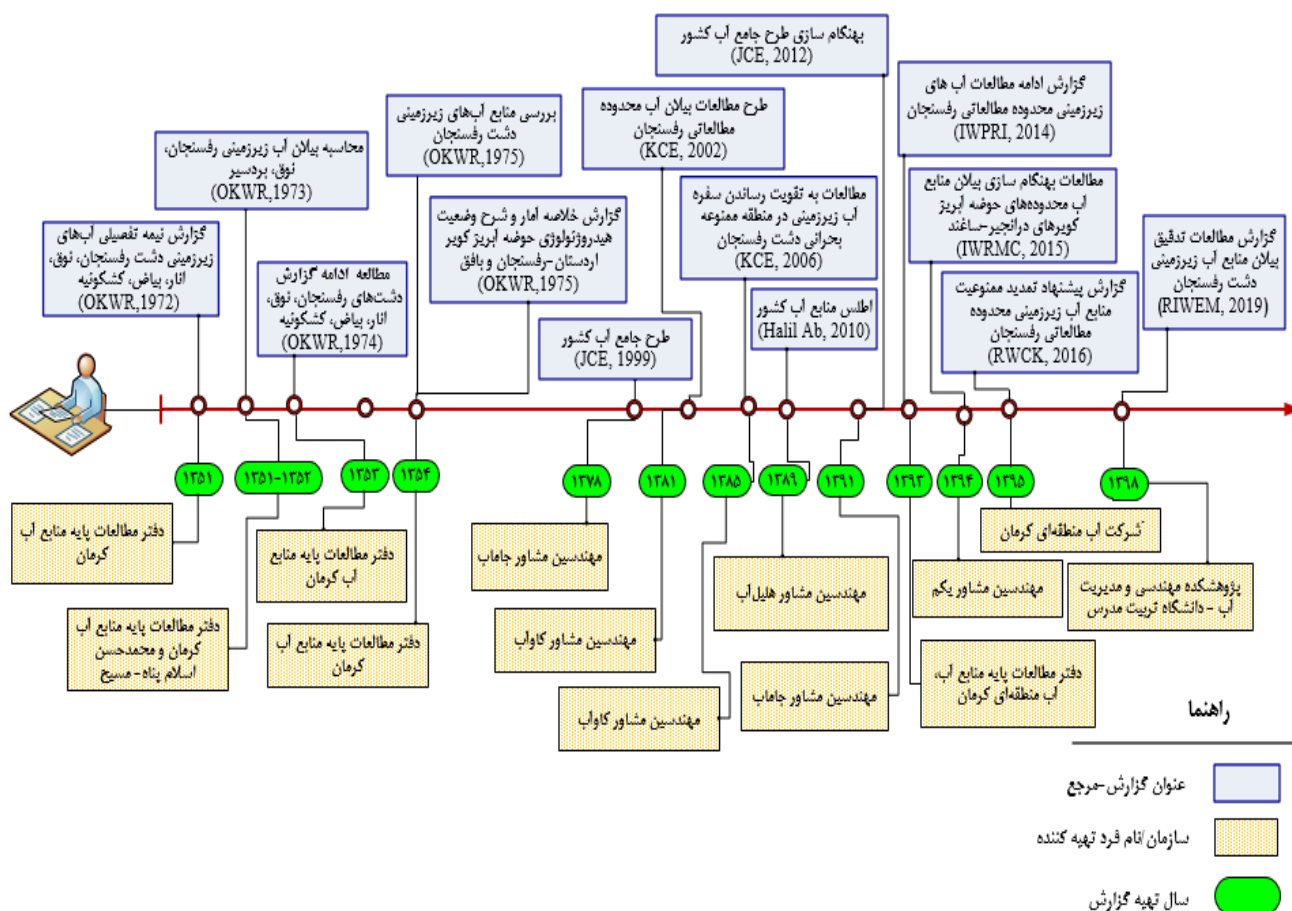 بهنگام سازی طرح جامع آب کشور
(JCE, 2012)
گزارش ادامه مطالعات آب های
زیرزمینی محدوده مطالعاتی رفسنجان
(IWPRI, 2014)
طرح مطالعات بیلان آب محدوده
مطالعاتی رفسنجان
(KCE, 2002)
بررسی منابع آب‌های زیرزمینی
دشت رفسنجان
(OKWR,1975)
محاسبه بیلان آب زیرزمینی رفسنجان،
نوق، بردسیر
(OKWR,1973)
گزارش نیمه تفصیلی آب‌های
زیرزمینی دشت رفسنجان، نوق،
انار، بیاض، کشکوئیه
(OKWR,1972)
مطالعه ادامه گزارش
دشت‌های رفسنجان، نوق،
انار، بیاض، کشکوئیه
(OKWR,1974)
گزارش خلاصه آمار و شرح وضعیت
هیدروژئولوژی حوضه آبریز کویر
اردستان-رفسنجان و بافق
(OKWR,1975)
طرح جامع آب کشور
(JCE, 1999)
مطالعات به تقویت رساندن سفره
آب زیرزمینی در منطقه ممنوعه
بحرانی دشت رفسنجان
(KCE, 2006)
اطلس منابع آب کشور
(Halil Ab, 2010)
مطالعات بهنگام سازی بیلان منابع
آب محدوده‌های حوضه آبریز
کویرهای درانجیر-ساغند
(IWRMC, 2015)
گزارش پیشنهاد تمدید ممنوعیت
منابع آب زیرزمینی محدوده
مطالعاتی رفسنجان
(RWCK, 2016)
گزارش مطالعات تدقیق
بیلان منابع آب زیرزمینی
دشت رفسنجان
(RIWEM, 2019)
۱۳۵۱
۱۳۵۱-۱۳۵۲
۱۳۵۳
۱۳۵۴
۱۳۷۸
۱۳۸۱
۱۳۸۵
۱۳۸۹
۱۳۹۱
۱۳۹۳
۱۳۹۴
۱۳۹۵
۱۳۹۸
دفتر مطالعات پایه منابع آب
کرمان
دفتر مطالعات پایه منابع آب
کرمان و محمدحسن
اسلام پناه - مسیح
دفتر مطالعات پایه منابع
آب کرمان
دفتر مطالعات پایه منابع آب
کرمان
مهندسین مشاور جاماب
مهندسین مشاور کاوآب
مهندسین مشاور کاوآب
مهندسین مشاور هلیل‌آب
مهندسین مشاور جاماب
دفتر مطالعات پایه منابع آب،
آب منطقه‌ای کرمان
مهندسین مشاور یکم
شرکت آب منطقه‌ای کرمان
پژوهشکده مهندسی و مدیریت
آب - دانشگاه تربیت مدرس
راهنما
عنوان گزارش-مرجع
سازمان/نام فرد تهیه کننده
سال تهیه گزارش